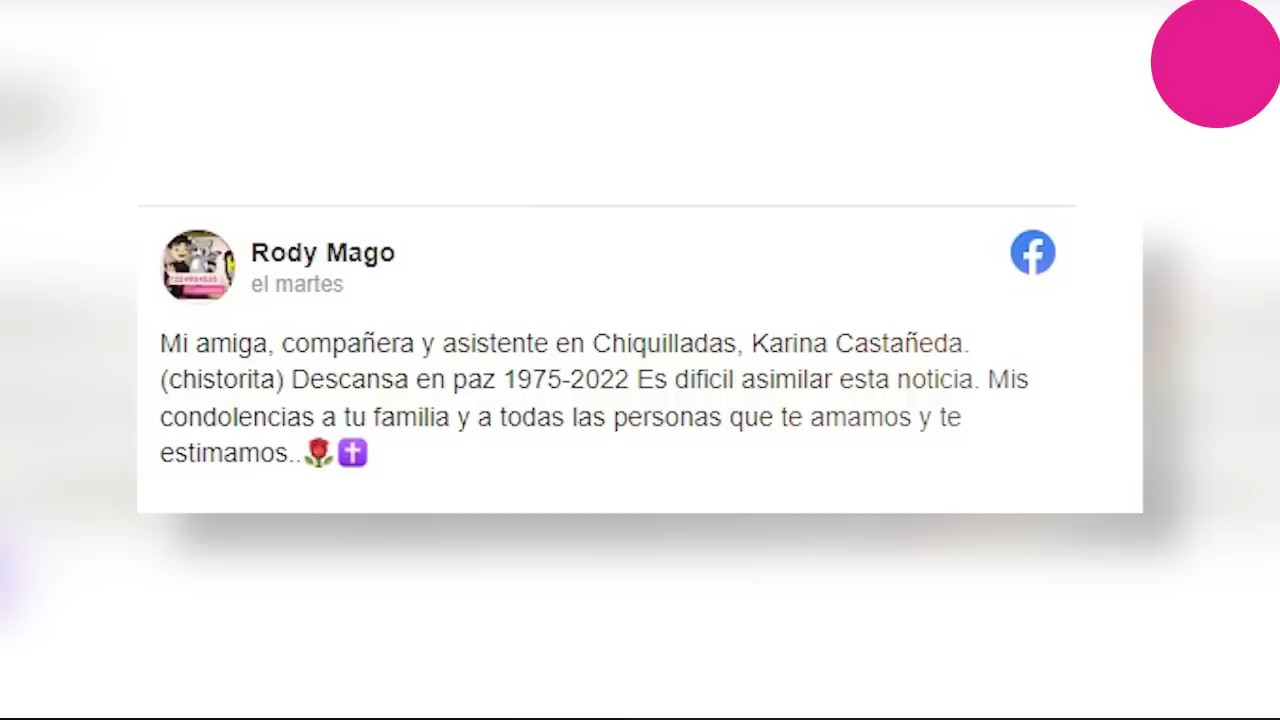 Rody Mago
el martes
Mi amiga, compañera y asistente en Chiquilladas, Karina Castañeda.
(chistorita) Descansa en paz 1975-2022 Es dificil asimilar esta noticia. Mis
condolencias a tu familia y a todas las personas que te amamos y te
estimamos..🌹✝️